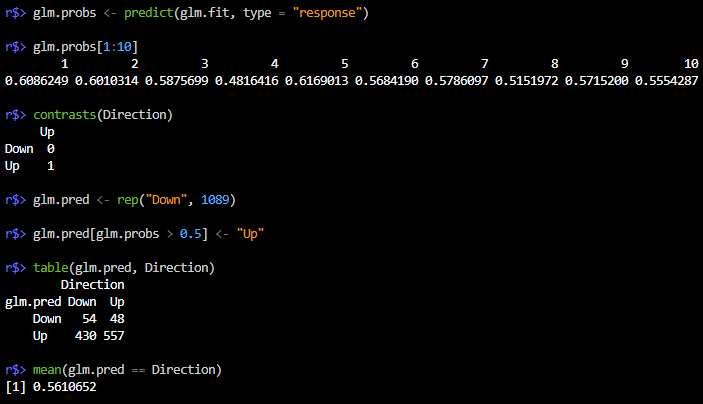 r$> glm.probs <- predict(glm.fit, type = "response")
r$> glm.probs[1:10]
1 2 3 4 5 6 7 8 9 10
0.6086249 0.6010314 0.5875699 0.4816416 0.6169013 0.5684190 0.5786097 0.5151972 0.5715200 0.5554287
r$> contrasts(Direction)
Up
Down 0
Up 1
r$> glm.pred <- rep("Down", 1089)
r$> glm.pred[glm.probs > 0.5] <- "Up"
r$> table(glm.pred, Direction)
Direction
glm.pred Down Up
Down 54 48
Up 430 557
r$> mean(glm.pred == Direction)
[1] 0.5610652